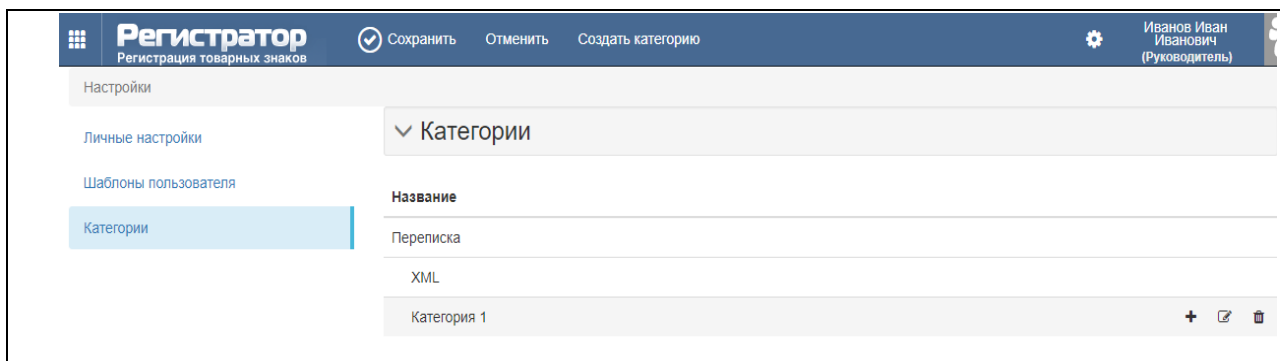 Регистратор
Регистрация товарных знаков
Сохранить Отменить Создать категорию
Иванов Иван
Иванович
(Руководитель)
Настройки
Личные настройки
Шаблоны пользователя
Категории
Категории
Название
Переписка
XML
Категория 1